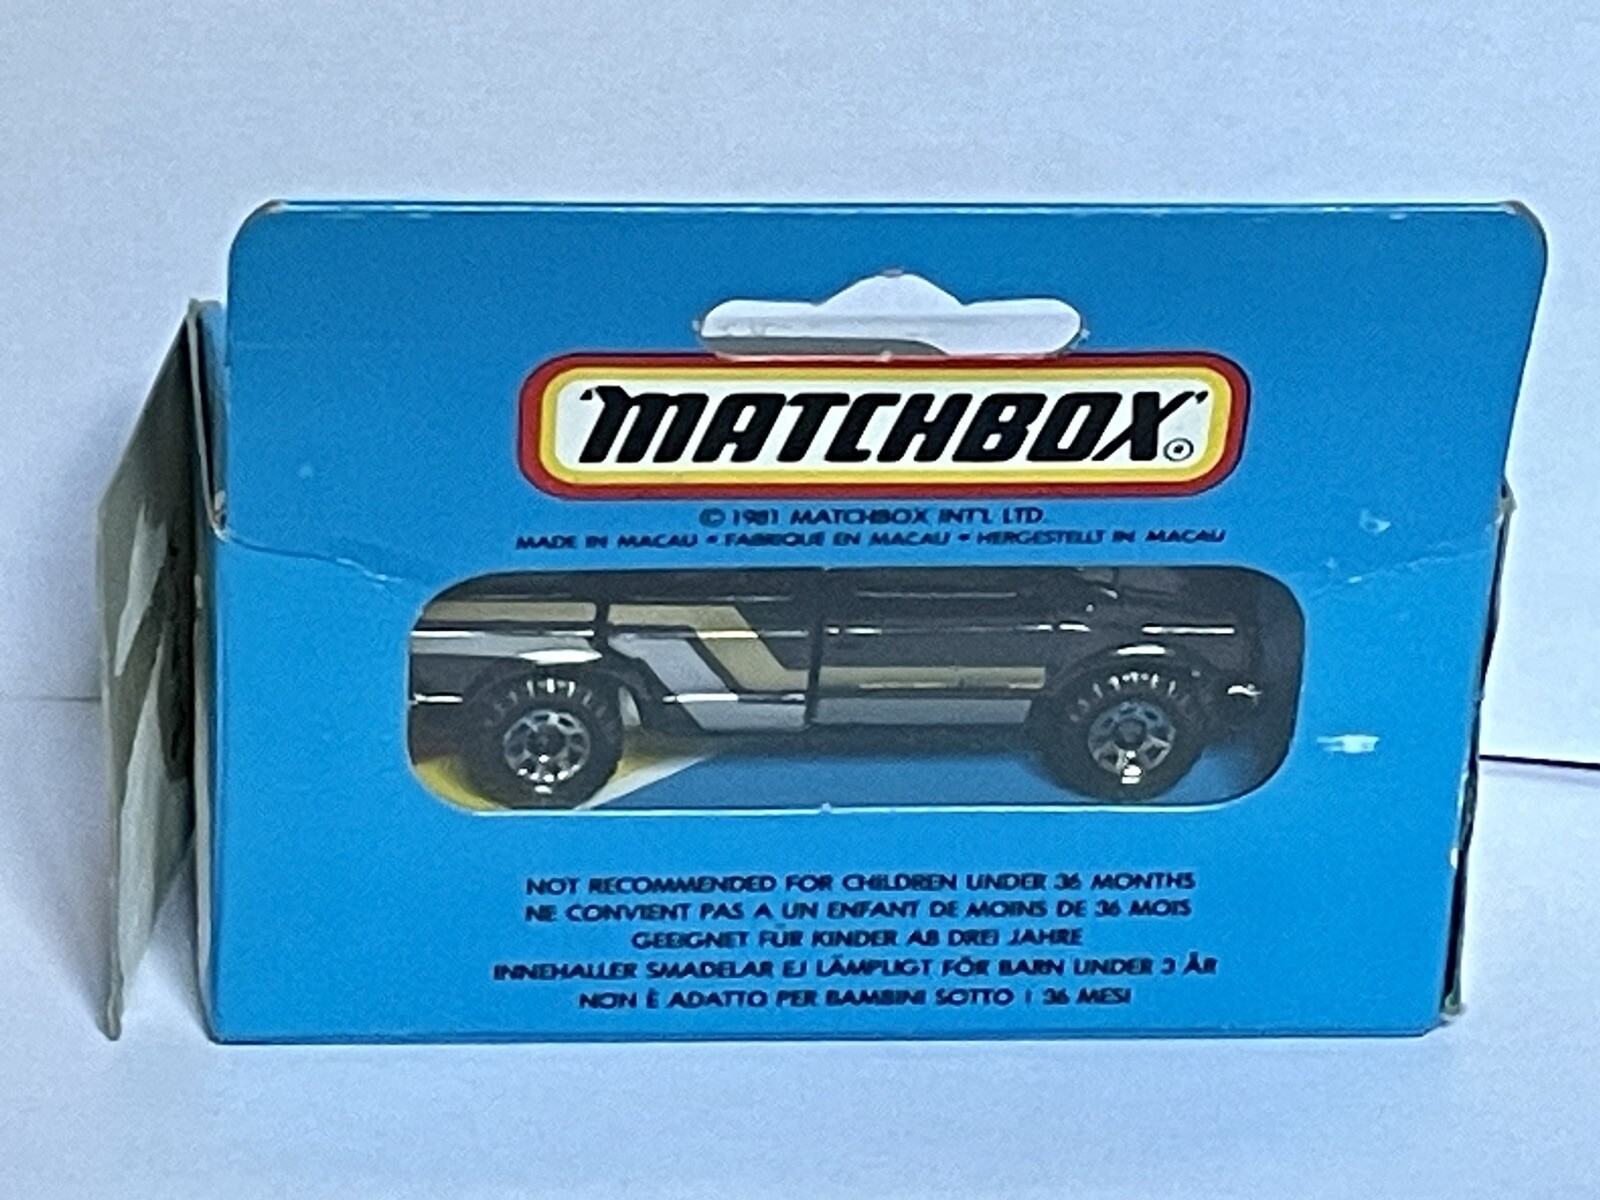 MATCHBOX®
© 1981 MATCHBOX INT'L LTD.
MADE IN MACAU • FABRIQUE EN MACAU • HERGESTELLT IN MACAU
NOT RECOMMENDED FOR CHILDREN UNDER 36 MONTHS
NE CONVIENT PAS A UN ENFANT DE MOINS DE 36 MOIS
GEEIGNET FÜR KINDER AB DREI JAHRE
INNEHALLER SMADELAR EJ LÄMPLIGT FÖR BARN UNDER 3 ÅR
NON È ADATTO PER BAMBINI SOTTO I 36 MESI